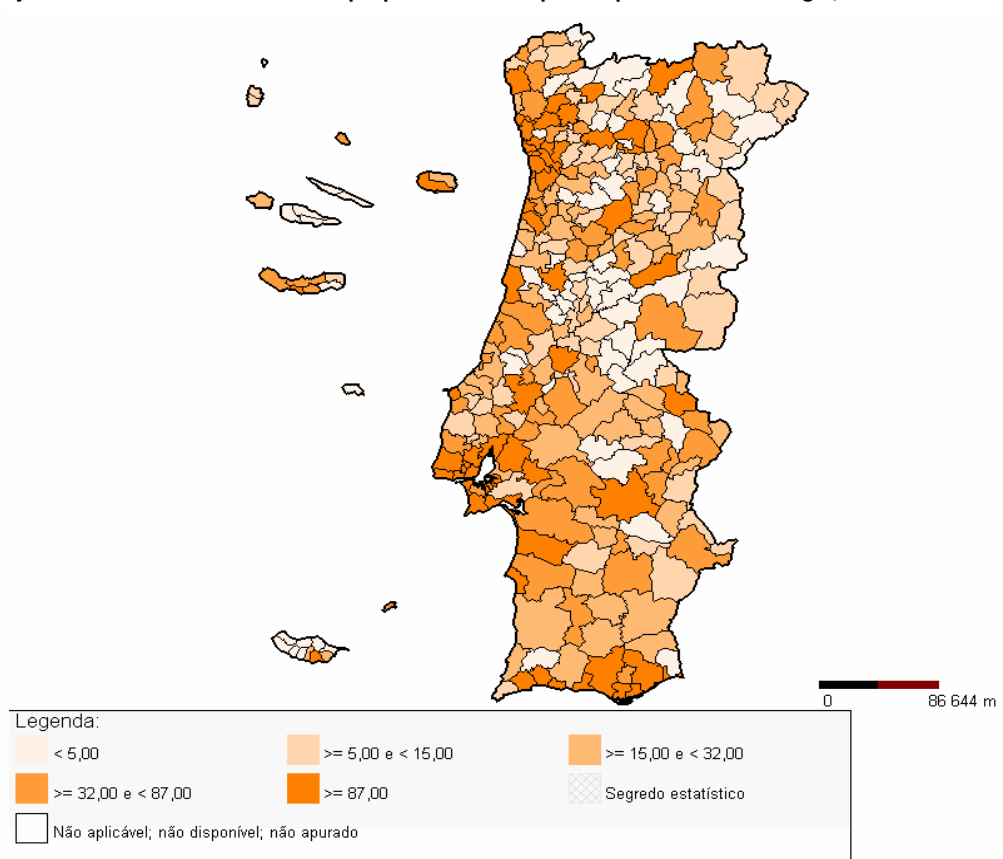 0
86 644 m
Legenda:
< 5,00
>= 5,00 e < 15,00
>= 15,00 e < 32,00
>= 32,00 e < 87,00
>= 87,00
Segredo estatístico
Não aplicável; não disponível; não apurado